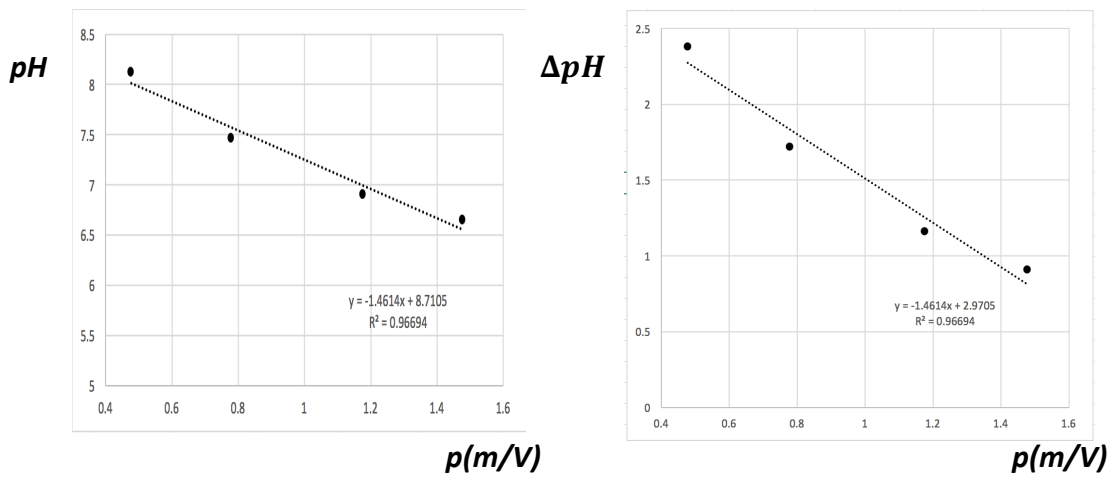 pH
8.5
8
7.5
7
6.5
6
5.5
5
0.4 0.6 0.8 1 1.2 1.4 1.6
y = -1.4614x + 8.7105
R² = 0.96694
p(m/V)
ΔpH
2.5
2
1.5
1
0.5
0
0.4 0.6 0.8 1 1.2 1.4 1.6
y = -1.4614x + 2.9705
R² = 0.96694
p(m/V)